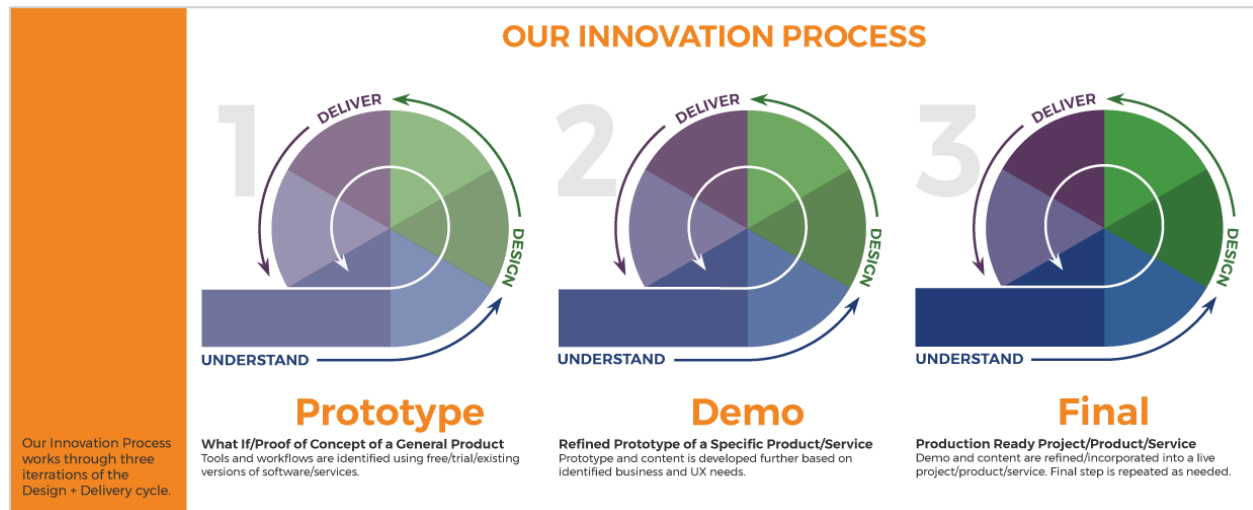 OUR INNOVATION PROCESS
Our Innovation Process
works through three
iterrations of the
Design + Delivery cycle.
1
DELIVER
DESIGN
UNDERSTAND
Prototype
What If/Proof of Concept of a General Product
Tools and workflows are identified using free/trial/existing
versions of software/services.
2
DELIVER
DESIGN
UNDERSTAND
Demo
Refined Prototype of a Specific Product/Service
Prototype and content is developed further based on
identified business and UX needs.
3
DELIVER
DESIGN
UNDERSTAND
Final
Production Ready Project/Product/Service
Demo and content are refined/incorporated into a live
project/product/service. Final step is repeated as needed.